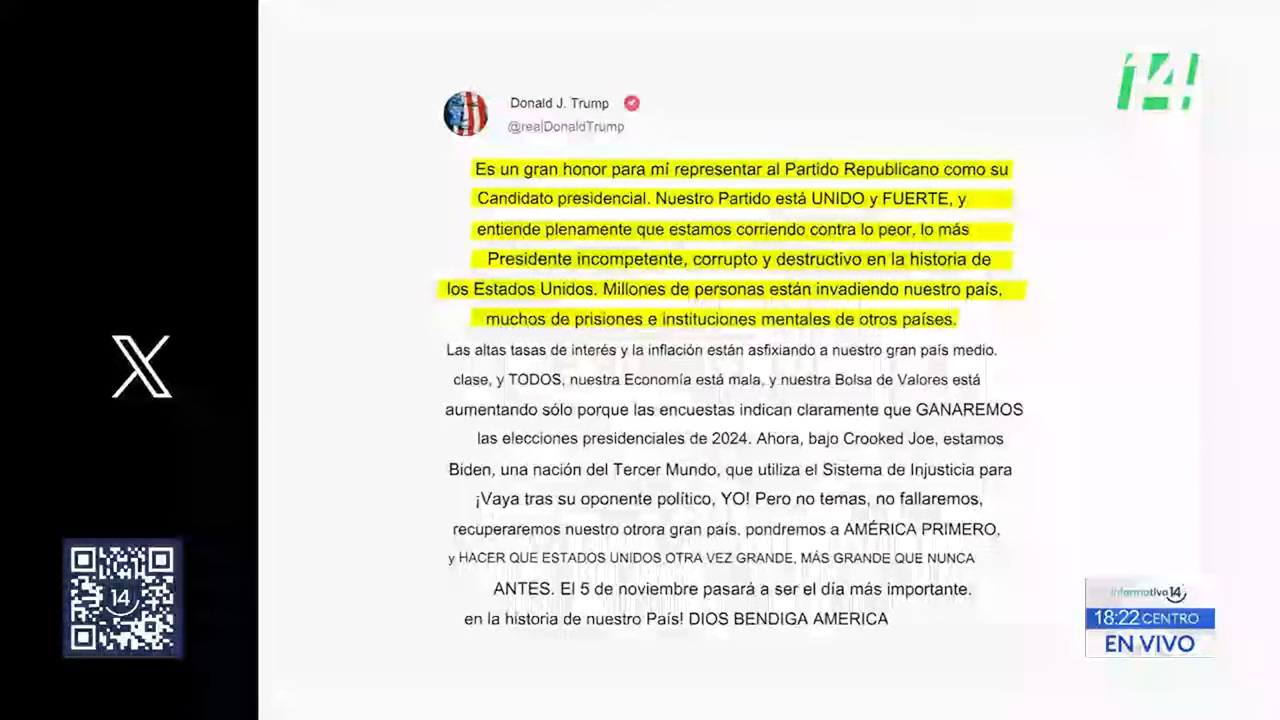 14
Donald J. Trump
@realDonaldTrump
Es un gran honor para mí representar al Partido Republicano como su
Candidato presidencial. Nuestro Partido está UNIDO y FUERTE, y
entiende plenamente que estamos corriendo contra lo peor, lo más
Presidente incompetente, corrupto y destructivo en la historia de
los Estados Unidos. Millones de personas están invadiendo nuestro país,
muchos de prisiones e instituciones mentales de otros países.
Las altas tasas de interés y la inflación están asfixiando a nuestro gran país medio.
clase, y TODOS, nuestra Economía está mala, y nuestra Bolsa de Valores está
aumentando sólo porque las encuestas indican claramente que GANAREMOS
las elecciones presidenciales de 2024. Ahora, bajo Crooked Joe, estamos
Biden, una nación del Tercer Mundo, que utiliza el Sistema de Injusticia para
¡Vaya tras su oponente político, YO! Pero no temas, no fallaremos,
recuperaremos nuestro otrora gran país. pondremos a AMÉRICA PRIMERO,
y HACER QUE ESTADOS UNIDOS OTRA VEZ GRANDE, MÁS GRANDE QUE NUNCA
ANTES. El 5 de noviembre pasará a ser el día más importante.
en la historia de nuestro País! DIOS BENDIGA AMERICA
X
14
informativo 14
18:22 CENTRO
EN VIVO